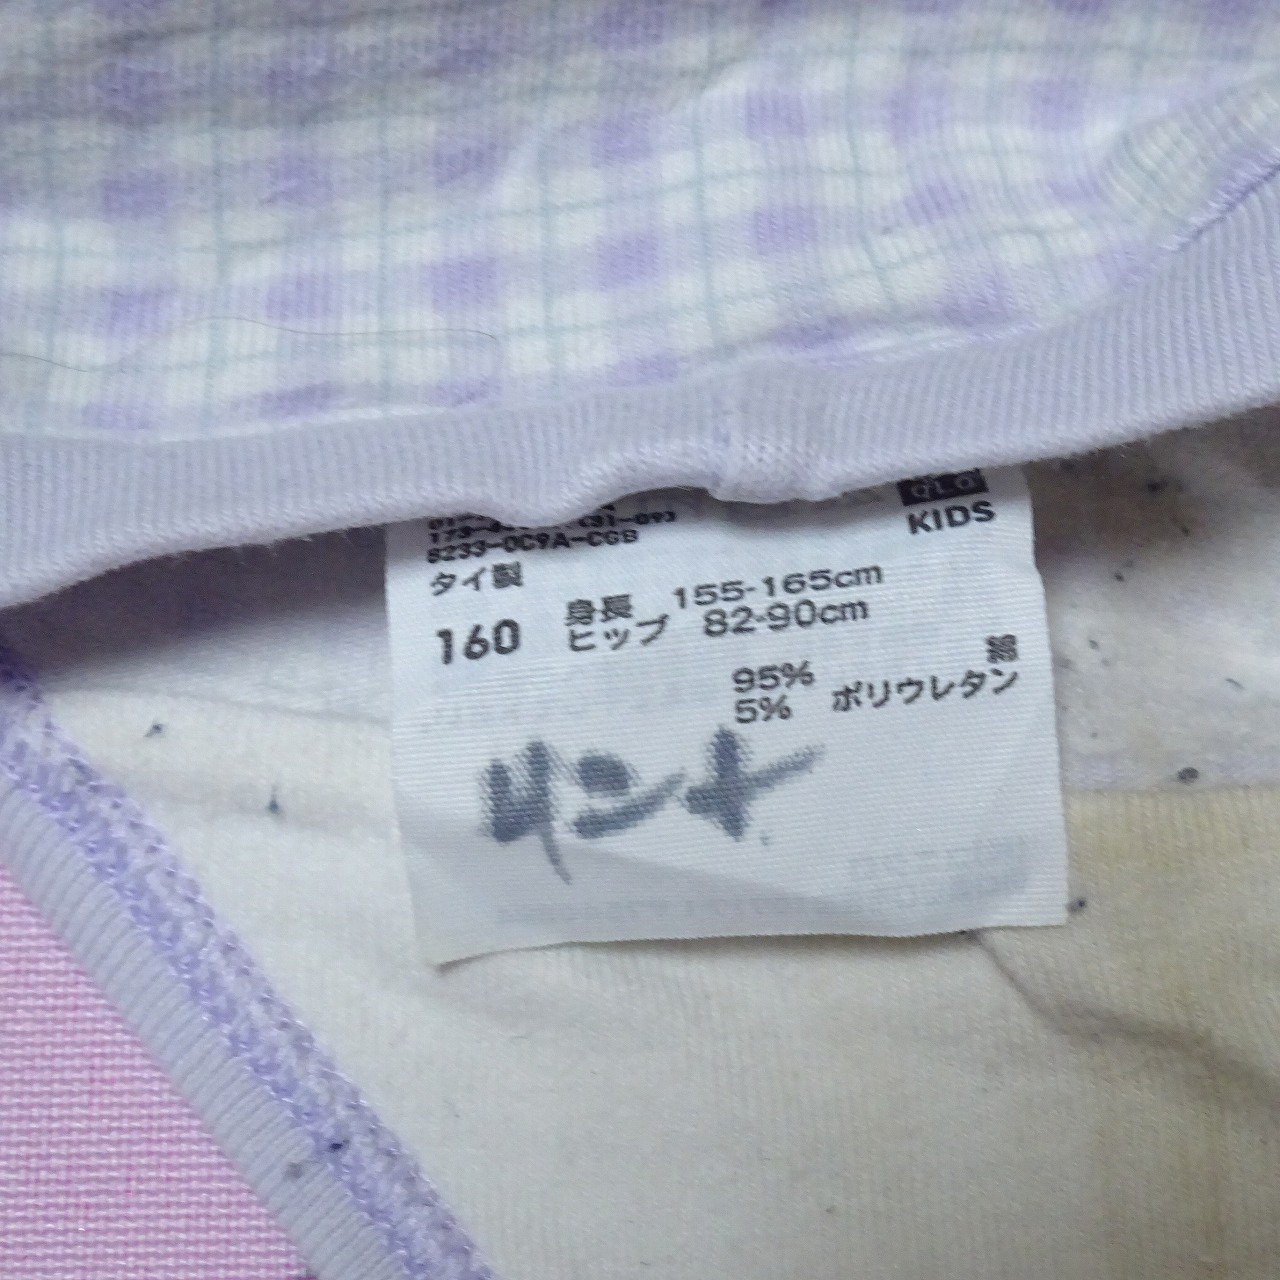 QLO
KIDS
8233-0C9A-CGB
タイ製
160 身長 155-165cm
ヒップ 82-90cm
95% 綿
5% ポリウレタン